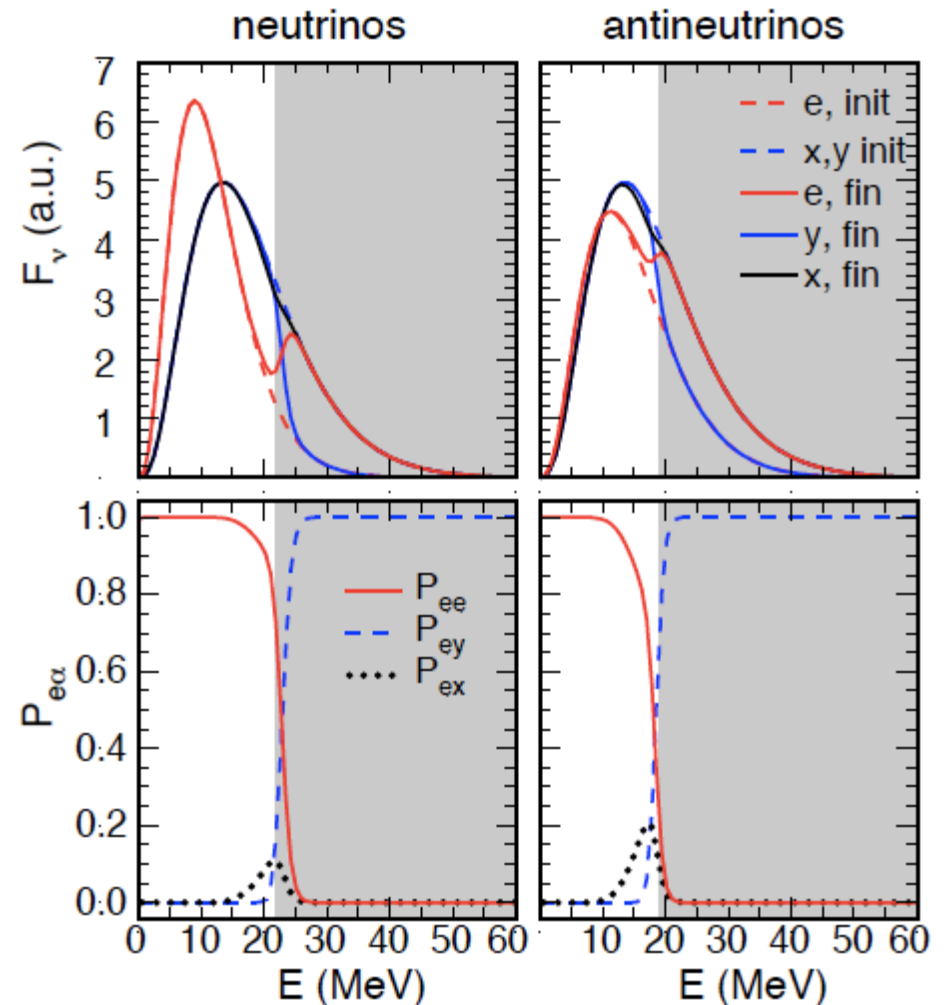 neutrinos antineutrinos
7
6
5
4
3
2
1
F_ν (a.u.)
e, init
x,y init
e, fin
y, fin
x, fin
1.0
0.8
0.6
0.4
0.2
0.0
P_eα
P_ee
P_ey
P_ex
0 10 20 30 40 50 60 10 20 30 40 50 60
E (MeV) E (MeV)